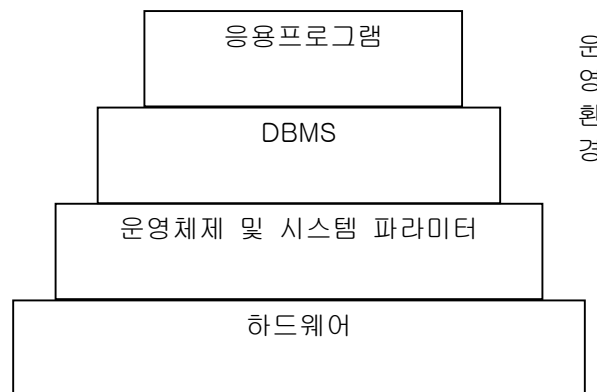 응용프로그램
DBMS
운영체제 및 시스템 파라미터
하드웨어
운
영
환
경